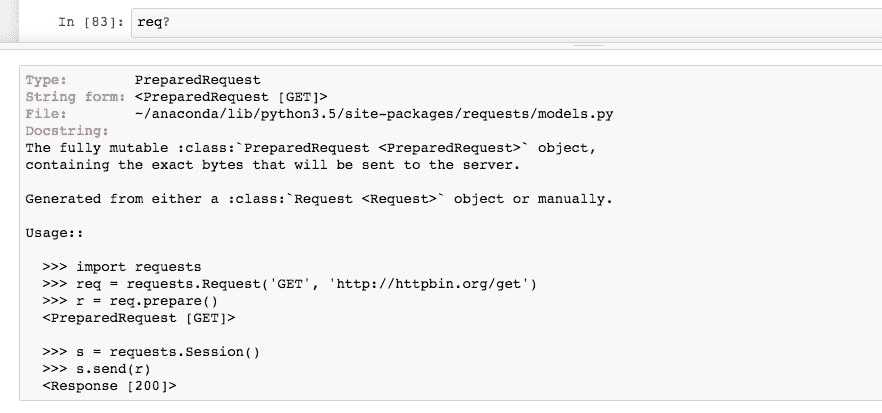 In [83]: req?
Type: PreparedRequest
String form: <PreparedRequest [GET]>
File: ~/anaconda/lib/python3.5/site-packages/requests/models.py
Docstring:
The fully mutable :class:`PreparedRequest <PreparedRequest>` object,
containing the exact bytes that will be sent to the server.
Generated from either a :class:`Request <Request>` object or manually.
Usage::
>>> import requests
>>> req = requests.Request('GET', 'http://httpbin.org/get')
>>> r = req.prepare()
<PreparedRequest [GET]>
>>> s = requests.Session()
>>> s.send(r)
<Response [200]>